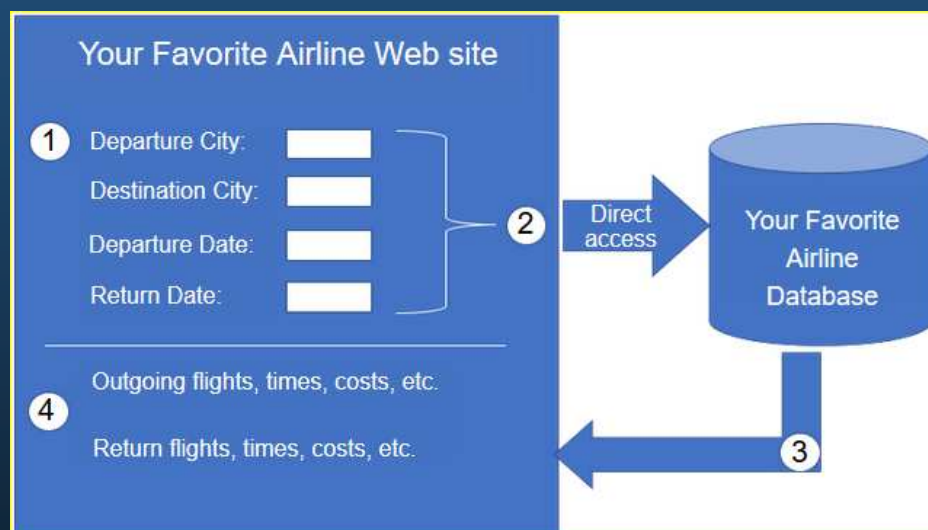 Your Favorite Airline Web site
1 Departure City:
Destination City:
Departure Date:
Return Date:
2
Direct
access
Your Favorite
Airline
Database
4 Outgoing flights, times, costs, etc.
Return flights, times, costs, etc.
3